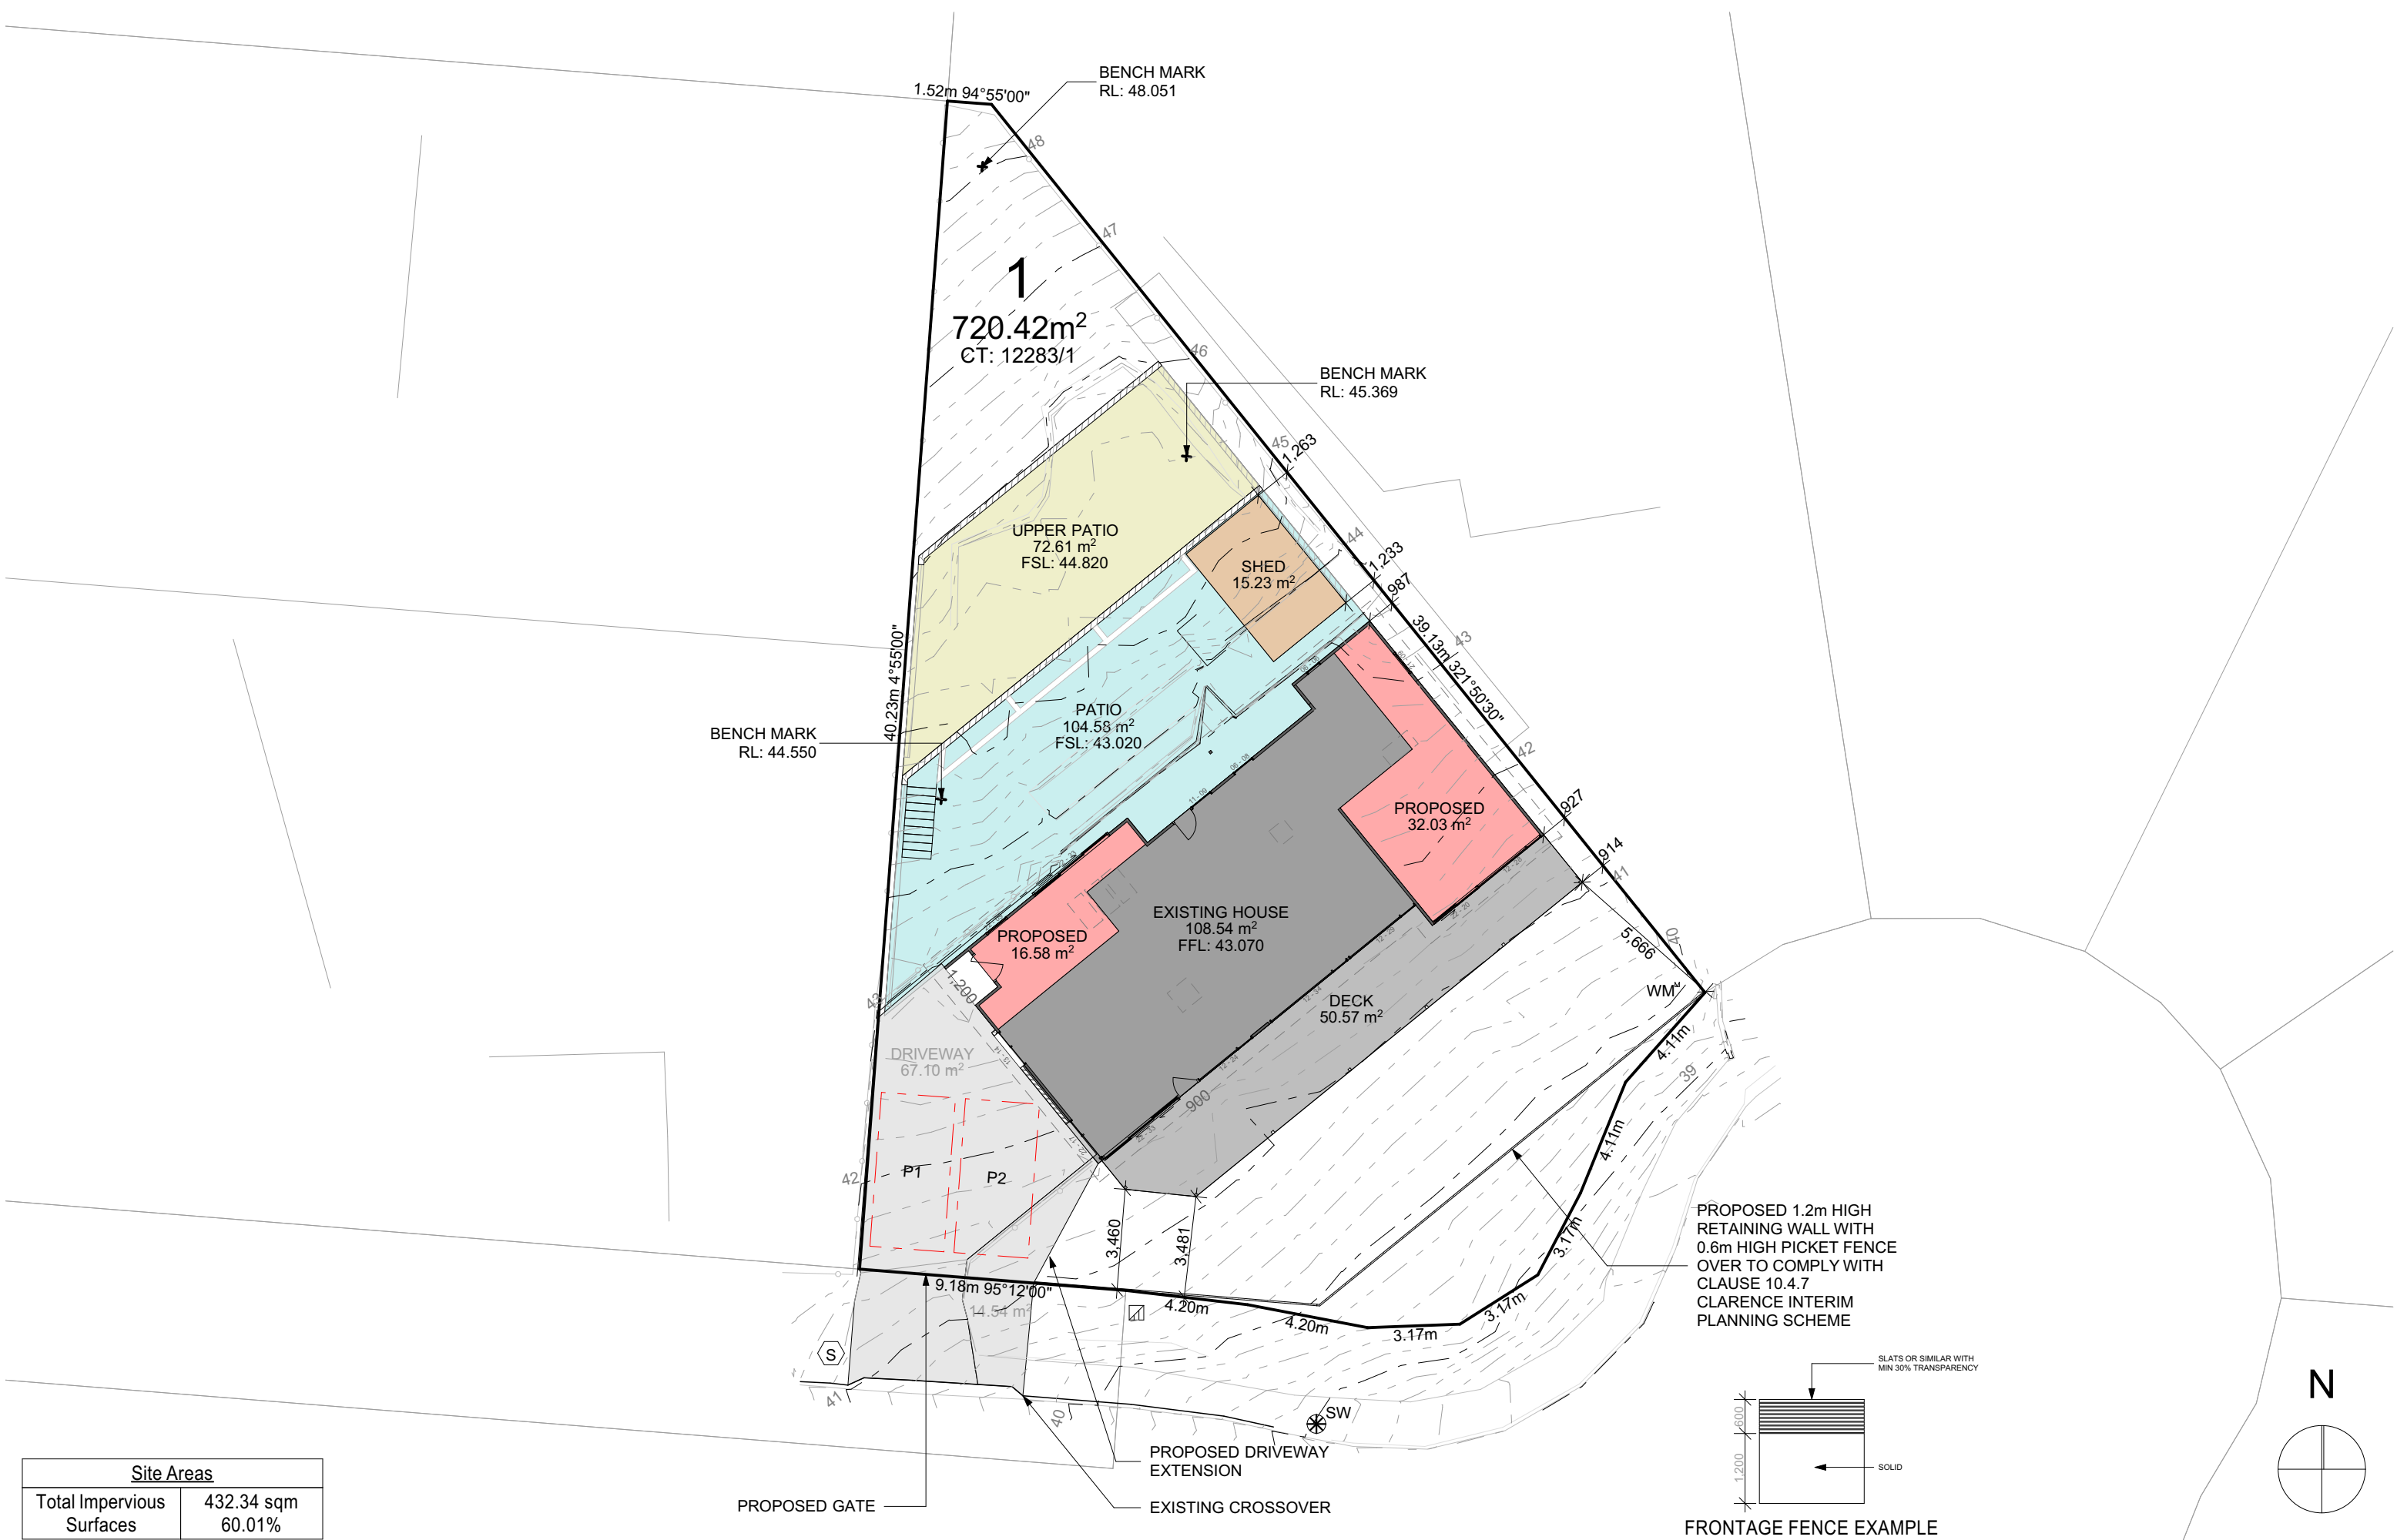 BENCH MARK
RL: 48.051
1.52m 94°55'00"
48
47
1
720.42m²
CT: 12283/1
46
BENCH MARK
RL: 45.369
45
1,263
44
1,233
987
UPPER PATIO
72.61 m²
FSL: 44.820
SHED
15.23 m²
39.13m 321°50'30"
43
40.23m 4°55'00"
PATIO
104.58 m²
FSL: 43.020
BENCH MARK
RL: 44.550
42
927
PROPOSED
32.03 m²
914
41
EXISTING HOUSE
108.54 m²
FFL: 43.070
PROPOSED
16.58 m²
5,666
40
WM
43
1,200
DECK
50.57 m²
4.11m
DRIVEWAY
67.10 m²
39
900
4.11m
42
P1
P2
3,460
3,481
3.17m
PROPOSED 1.2m HIGH
RETAINING WALL WITH
0.6m HIGH PICKET FENCE
OVER TO COMPLY WITH
CLAUSE 10.4.7
CLARENCE INTERIM
PLANNING SCHEME
9.18m 95°12'00"
14.54 m²
4.20m
4.20m
3.17m
3.17m
S
41
40
SW
SLATS OR SIMILAR WITH
MIN 30% TRANSPARENCY
N
600
1,200
SOLID
FRONTAGE FENCE EXAMPLE
PROPOSED DRIVEWAY
EXTENSION
PROPOSED GATE
EXISTING CROSSOVER
Site Areas
Total Impervious
Surfaces
432.34 sqm
60.01%